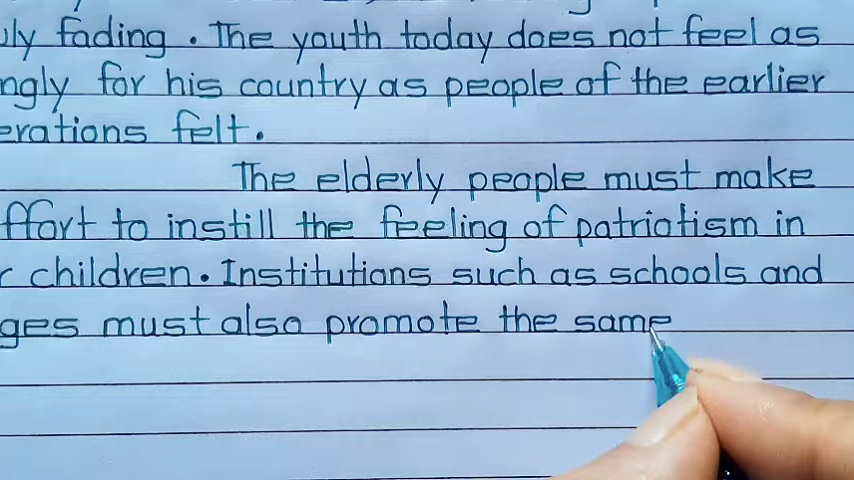 fading. The youth today does not feel as
for his country as people of the earlier
felt.
The elderly people must make
to instill the feeling of patriotism in
children. Institutions such as schools and
must also promote the same